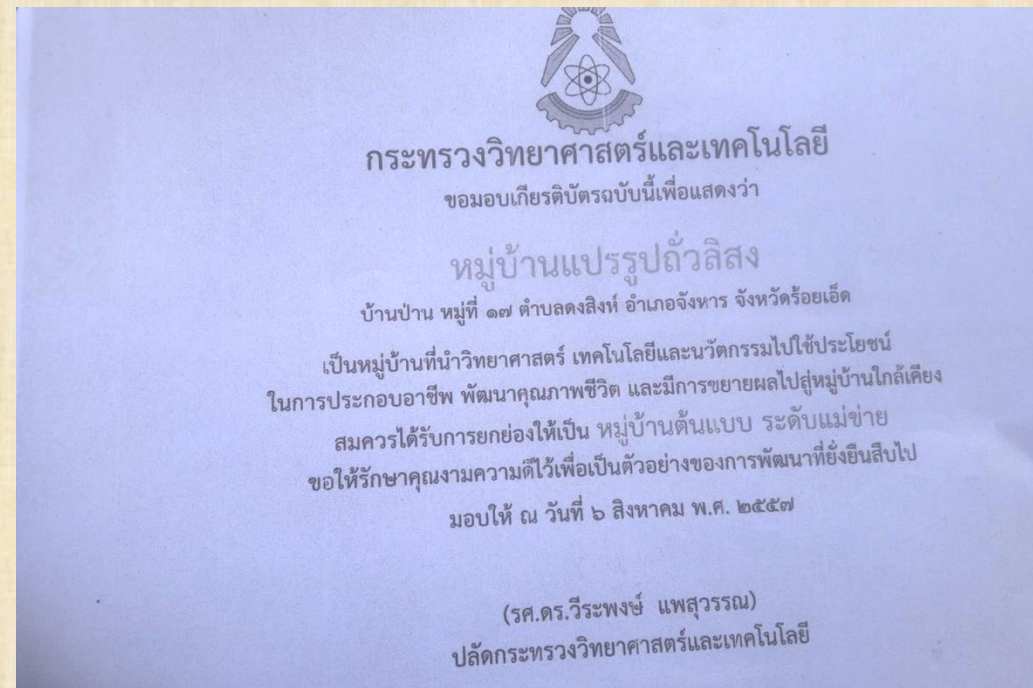 กระทรวงวิทยาศาสตร์และเทคโนโลยี
ขอมอบเกียรติบัตรฉบับนี้เพื่อแสดงว่า
หมู่บ้านแปรรูปถั่วลิสง
บ้านป่าน หมู่ที่ ๑๗ ตำบลดงสิงห์ อำเภอจังหาร จังหวัดร้อยเอ็ด
เป็นหมู่บ้านที่นำวิทยาศาสตร์ เทคโนโลยีและนวัตกรรมไปใช้ประโยชน์
ในการประกอบอาชีพ พัฒนาคุณภาพชีวิต และมีการขยายผลไปสู่หมู่บ้านใกล้เคียง
สมควรได้รับการยกย่องให้เป็น หมู่บ้านต้นแบบ ระดับแม่ข่าย
ขอให้รักษาคุณงามความดีไว้เพื่อเป็นตัวอย่างของการพัฒนาที่ยั่งยืนสืบไป
มอบให้ ณ วันที่ ๖ สิงหาคม พ.ศ. ๒๕๕๗
(รศ.ดร.วีระพงษ์ แพสุวรรณ)
ปลัดกระทรวงวิทยาศาสตร์และเทคโนโลยี